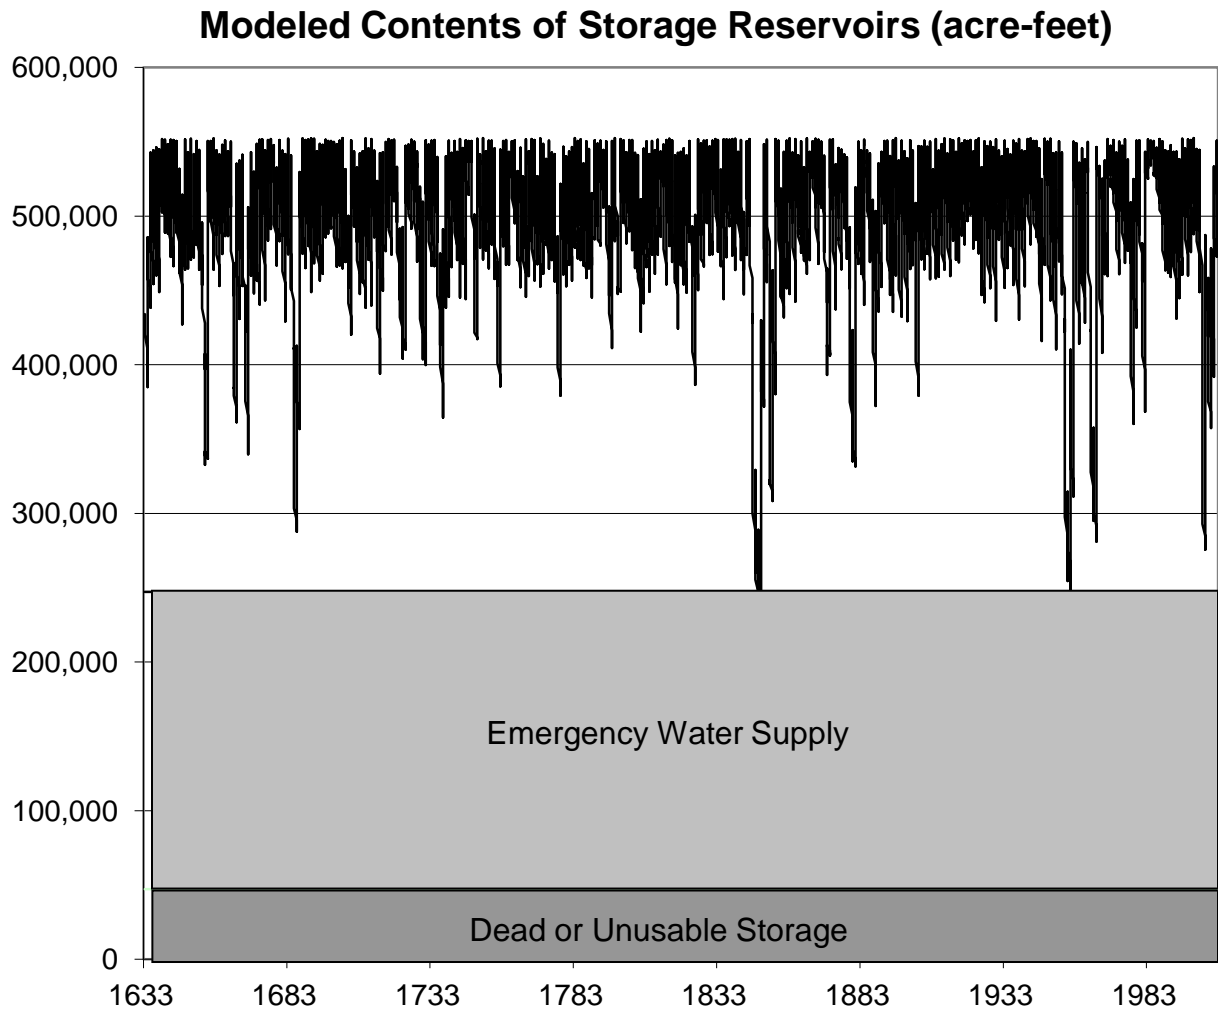 Modeled Contents of Storage Reservoirs (acre-feet)
600,000
500,000
400,000
300,000
200,000
Emergency Water Supply
100,000
Dead or Unusable Storage
0
1633 1683 1733 1783 1833 1883 1933 1983